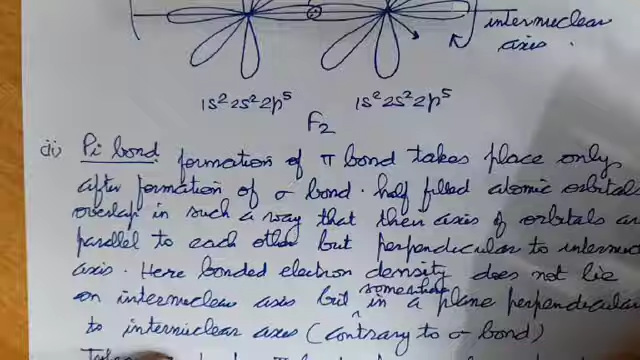 internuclear
axis.
1s² 2s² 2p⁵ 1s² 2s² 2p⁵
F₂
ii) Pi bond formation of π bond takes place only
after formation of σ bond. half filled atomic orbitals
overlap in such a way that their axis of orbitals are
parallel to each other but perpendicular to internu
axis. Here bonded electron density does not lie
on internuclear axis but somewhere in a plane perpendicular
to internuclear axes (contrary to σ bond)